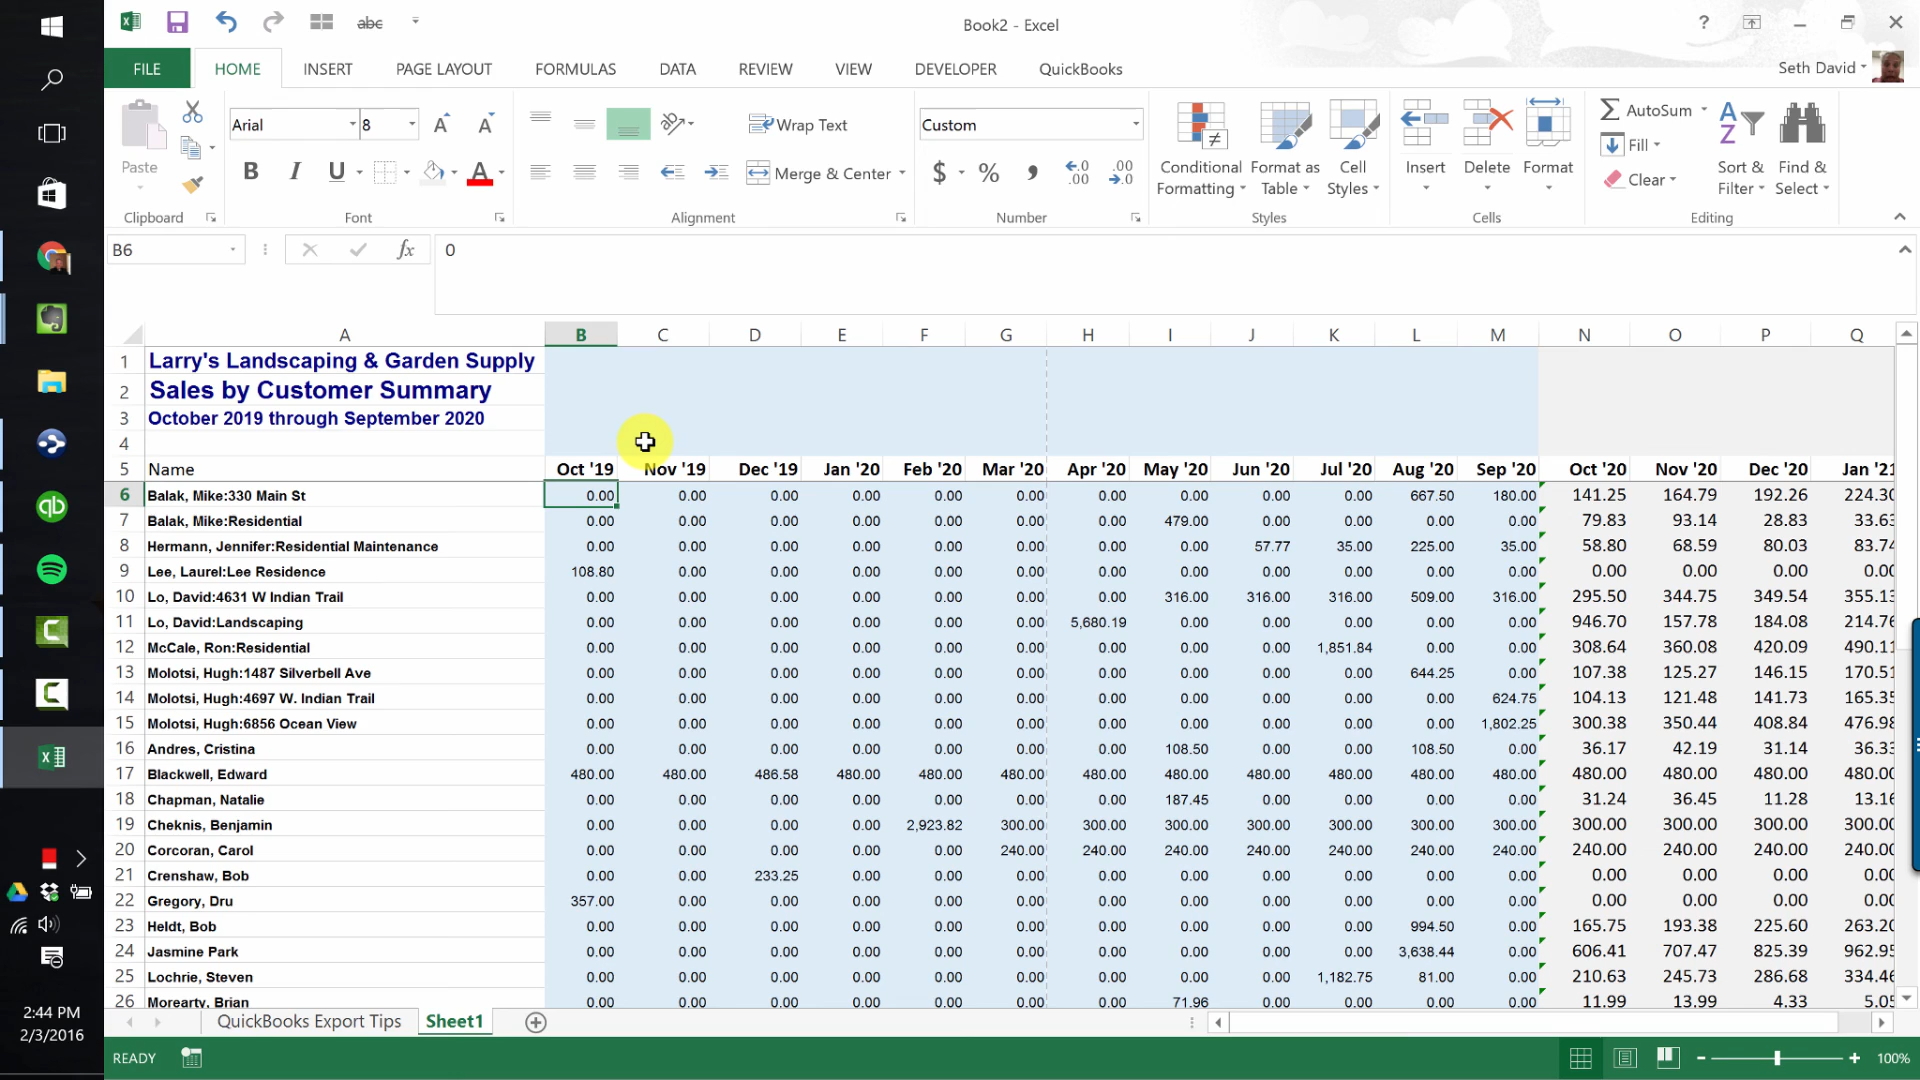 Book2 - Excel
?
abc
FILE HOME INSERT PAGE LAYOUT FORMULAS DATA REVIEW VIEW DEVELOPER QuickBooks
Seth David
Paste
Arial 8
B I U A
Wrap Text
Merge & Center
Custom
$ % ,
Conditional Formatting
Format as Table
Cell Styles
Insert
Delete
Format
AutoSum
Fill
Clear
Sort & Filter
Find & Select
Clipboard Font Alignment Number Styles Cells Editing
B6 fx 0
A B C D E F G H I J K L M N O P Q
1 Larry's Landscaping & Garden Supply
2 Sales by Customer Summary
3 October 2019 through September 2020
4
5 Name Oct '19 Nov '19 Dec '19 Jan '20 Feb '20 Mar '20 Apr '20 May '20 Jun '20 Jul '20 Aug '20 Sep '20 Oct '20 Nov '20 Dec '20 Jan '21
6 Balak, Mike:330 Main St 0.00 0.00 0.00 0.00 0.00 0.00 0.00 0.00 0.00 0.00 667.50 180.00 141.25 164.79 192.26 224.30
7 Balak, Mike:Residential 0.00 0.00 0.00 0.00 0.00 0.00 0.00 479.00 0.00 0.00 0.00 0.00 79.83 93.14 28.83 33.63
8 Hermann, Jennifer:Residential Maintenance 0.00 0.00 0.00 0.00 0.00 0.00 0.00 0.00 57.77 35.00 225.00 35.00 58.80 68.59 80.03 83.74
9 Lee, Laurel:Lee Residence 108.80 0.00 0.00 0.00 0.00 0.00 0.00 0.00 0.00 0.00 0.00 0.00 0.00 0.00 0.00 0.00
10 Lo, David:4631 W Indian Trail 0.00 0.00 0.00 0.00 0.00 0.00 0.00 316.00 316.00 316.00 509.00 316.00 295.50 344.75 349.54 355.13
11 Lo, David:Landscaping 0.00 0.00 0.00 0.00 0.00 0.00 5,680.19 0.00 0.00 0.00 0.00 0.00 946.70 157.78 184.08 214.76
12 McCale, Ron:Residential 0.00 0.00 0.00 0.00 0.00 0.00 0.00 0.00 0.00 1,851.84 0.00 0.00 308.64 360.08 420.09 490.11
13 Molotsi, Hugh:1487 Silverbell Ave 0.00 0.00 0.00 0.00 0.00 0.00 0.00 0.00 0.00 0.00 644.25 0.00 107.38 125.27 146.15 170.51
14 Molotsi, Hugh:4697 W. Indian Trail 0.00 0.00 0.00 0.00 0.00 0.00 0.00 0.00 0.00 0.00 0.00 624.75 104.13 121.48 141.73 165.35
15 Molotsi, Hugh:6856 Ocean View 0.00 0.00 0.00 0.00 0.00 0.00 0.00 0.00 0.00 0.00 0.00 1,802.25 300.38 350.44 408.84 476.98
16 Andres, Cristina 0.00 0.00 0.00 0.00 0.00 0.00 0.00 108.50 0.00 0.00 108.50 0.00 36.17 42.19 31.14 36.33
17 Blackwell, Edward 480.00 480.00 486.58 480.00 480.00 480.00 480.00 480.00 480.00 480.00 480.00 480.00 480.00 480.00 480.00 480.00
18 Chapman, Natalie 0.00 0.00 0.00 0.00 0.00 0.00 0.00 187.45 0.00 0.00 0.00 0.00 31.24 36.45 11.28 13.16
19 Cheknis, Benjamin 0.00 0.00 0.00 0.00 2,923.82 300.00 300.00 300.00 300.00 300.00 300.00 300.00 300.00 300.00 300.00 300.00
20 Corcoran, Carol 0.00 0.00 0.00 0.00 0.00 240.00 240.00 240.00 240.00 240.00 240.00 240.00 240.00 240.00 240.00 240.00
21 Crenshaw, Bob 0.00 0.00 233.25 0.00 0.00 0.00 0.00 0.00 0.00 0.00 0.00 0.00 0.00 0.00 0.00 0.00
22 Gregory, Dru 357.00 0.00 0.00 0.00 0.00 0.00 0.00 0.00 0.00 0.00 0.00 0.00 0.00 0.00 0.00 0.00
23 Heldt, Bob 0.00 0.00 0.00 0.00 0.00 0.00 0.00 0.00 0.00 0.00 994.50 0.00 165.75 193.38 225.60 263.20
24 Jasmine Park 0.00 0.00 0.00 0.00 0.00 0.00 0.00 0.00 0.00 0.00 3,638.44 0.00 606.41 707.47 825.39 962.95
25 Lochrie, Steven 0.00 0.00 0.00 0.00 0.00 0.00 0.00 0.00 0.00 1,182.75 81.00 0.00 210.63 245.73 286.68 334.46
26 Morearty, Brian 0.00 0.00 0.00 0.00 0.00 0.00 0.00 71.96 0.00 0.00 0.00 0.00 11.99 13.99 4.33 5.05
QuickBooks Export Tips Sheet1
2:44 PM
2/3/2016
READY 100%